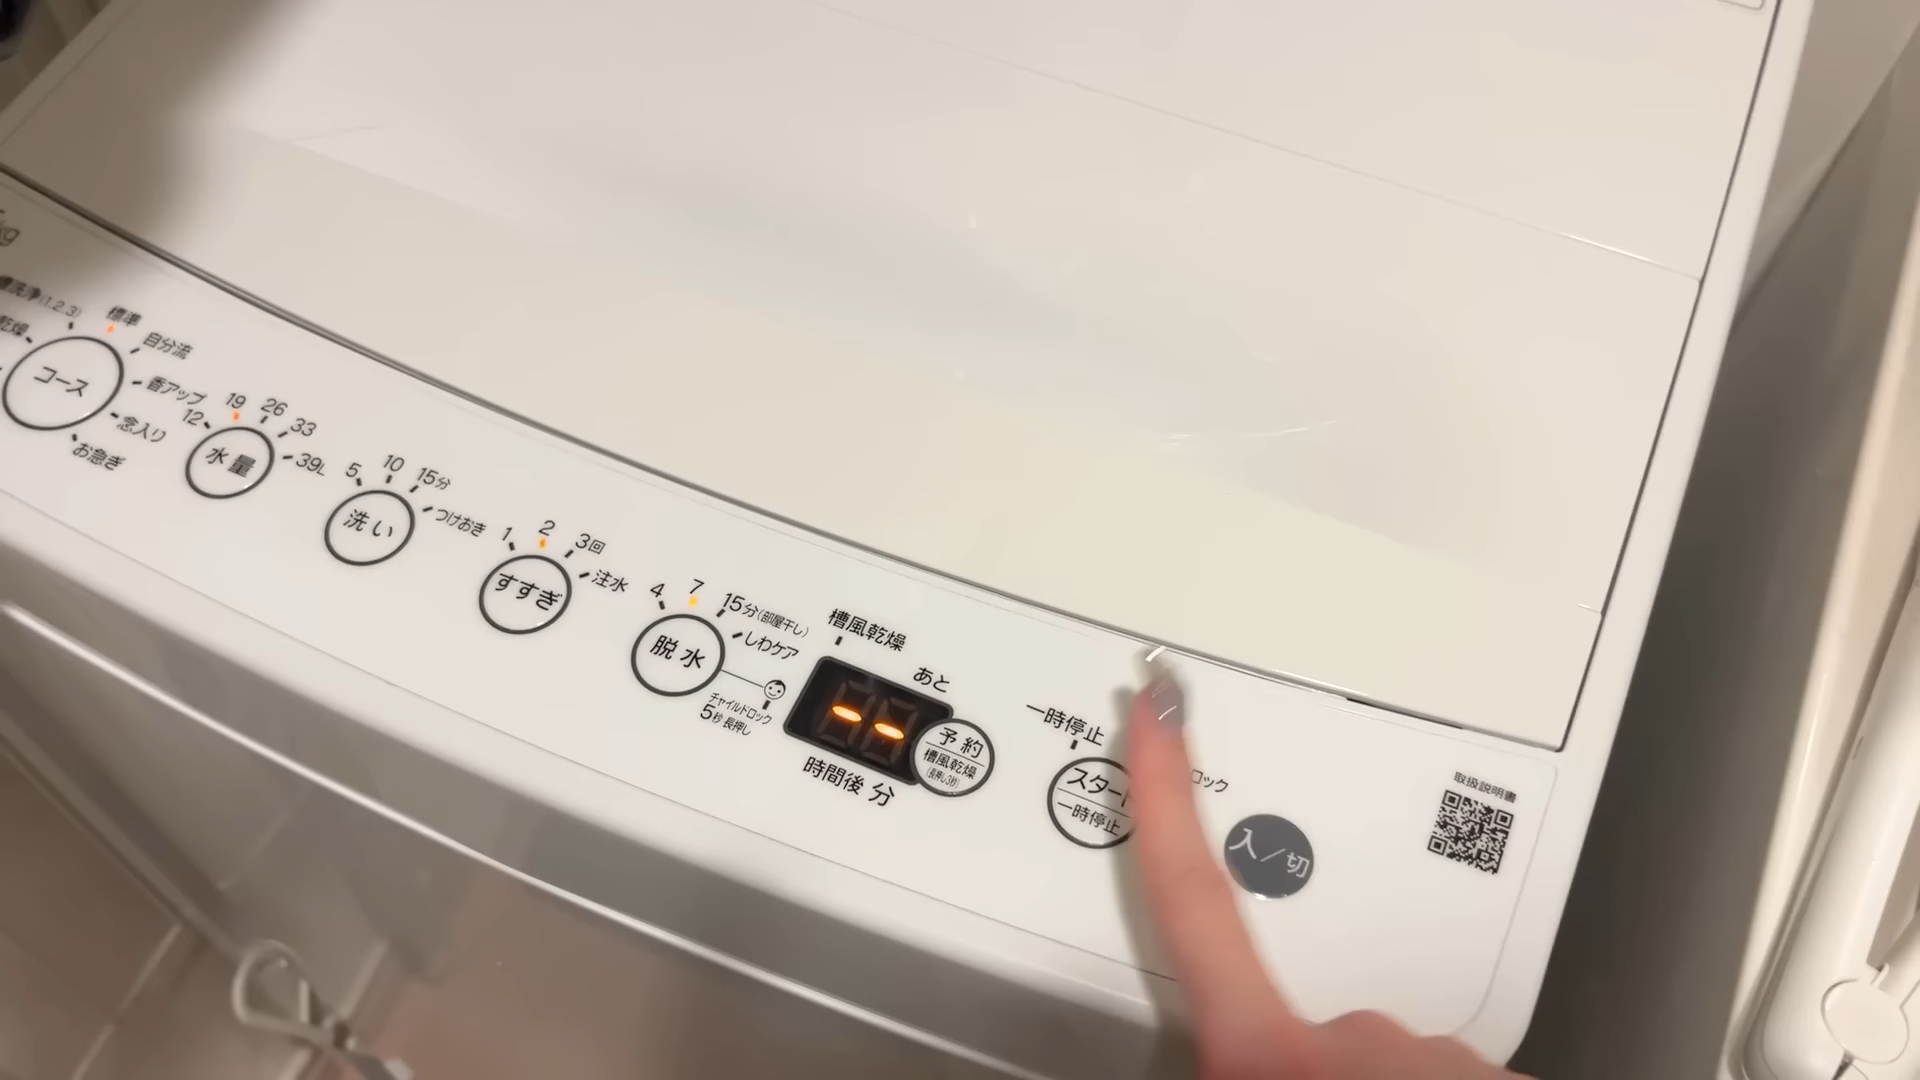 kg
槽洗浄(1.2.3)
標準
自分流
香アップ
念入り
お急ぎ
乾燥
コース
12
19
26
33
39L
水量
5
10
15分
つけおき
洗い
1
2
3回
注水
すすぎ
4
7
15分(部屋干し)
しわケア
脱水
チャイルドロック
5秒長押し
槽風乾燥
あと
--
時間後 分
予約
槽風乾燥
(長押し3秒)
一時停止
スタート
一時停止
ロック
入/切
取扱説明書